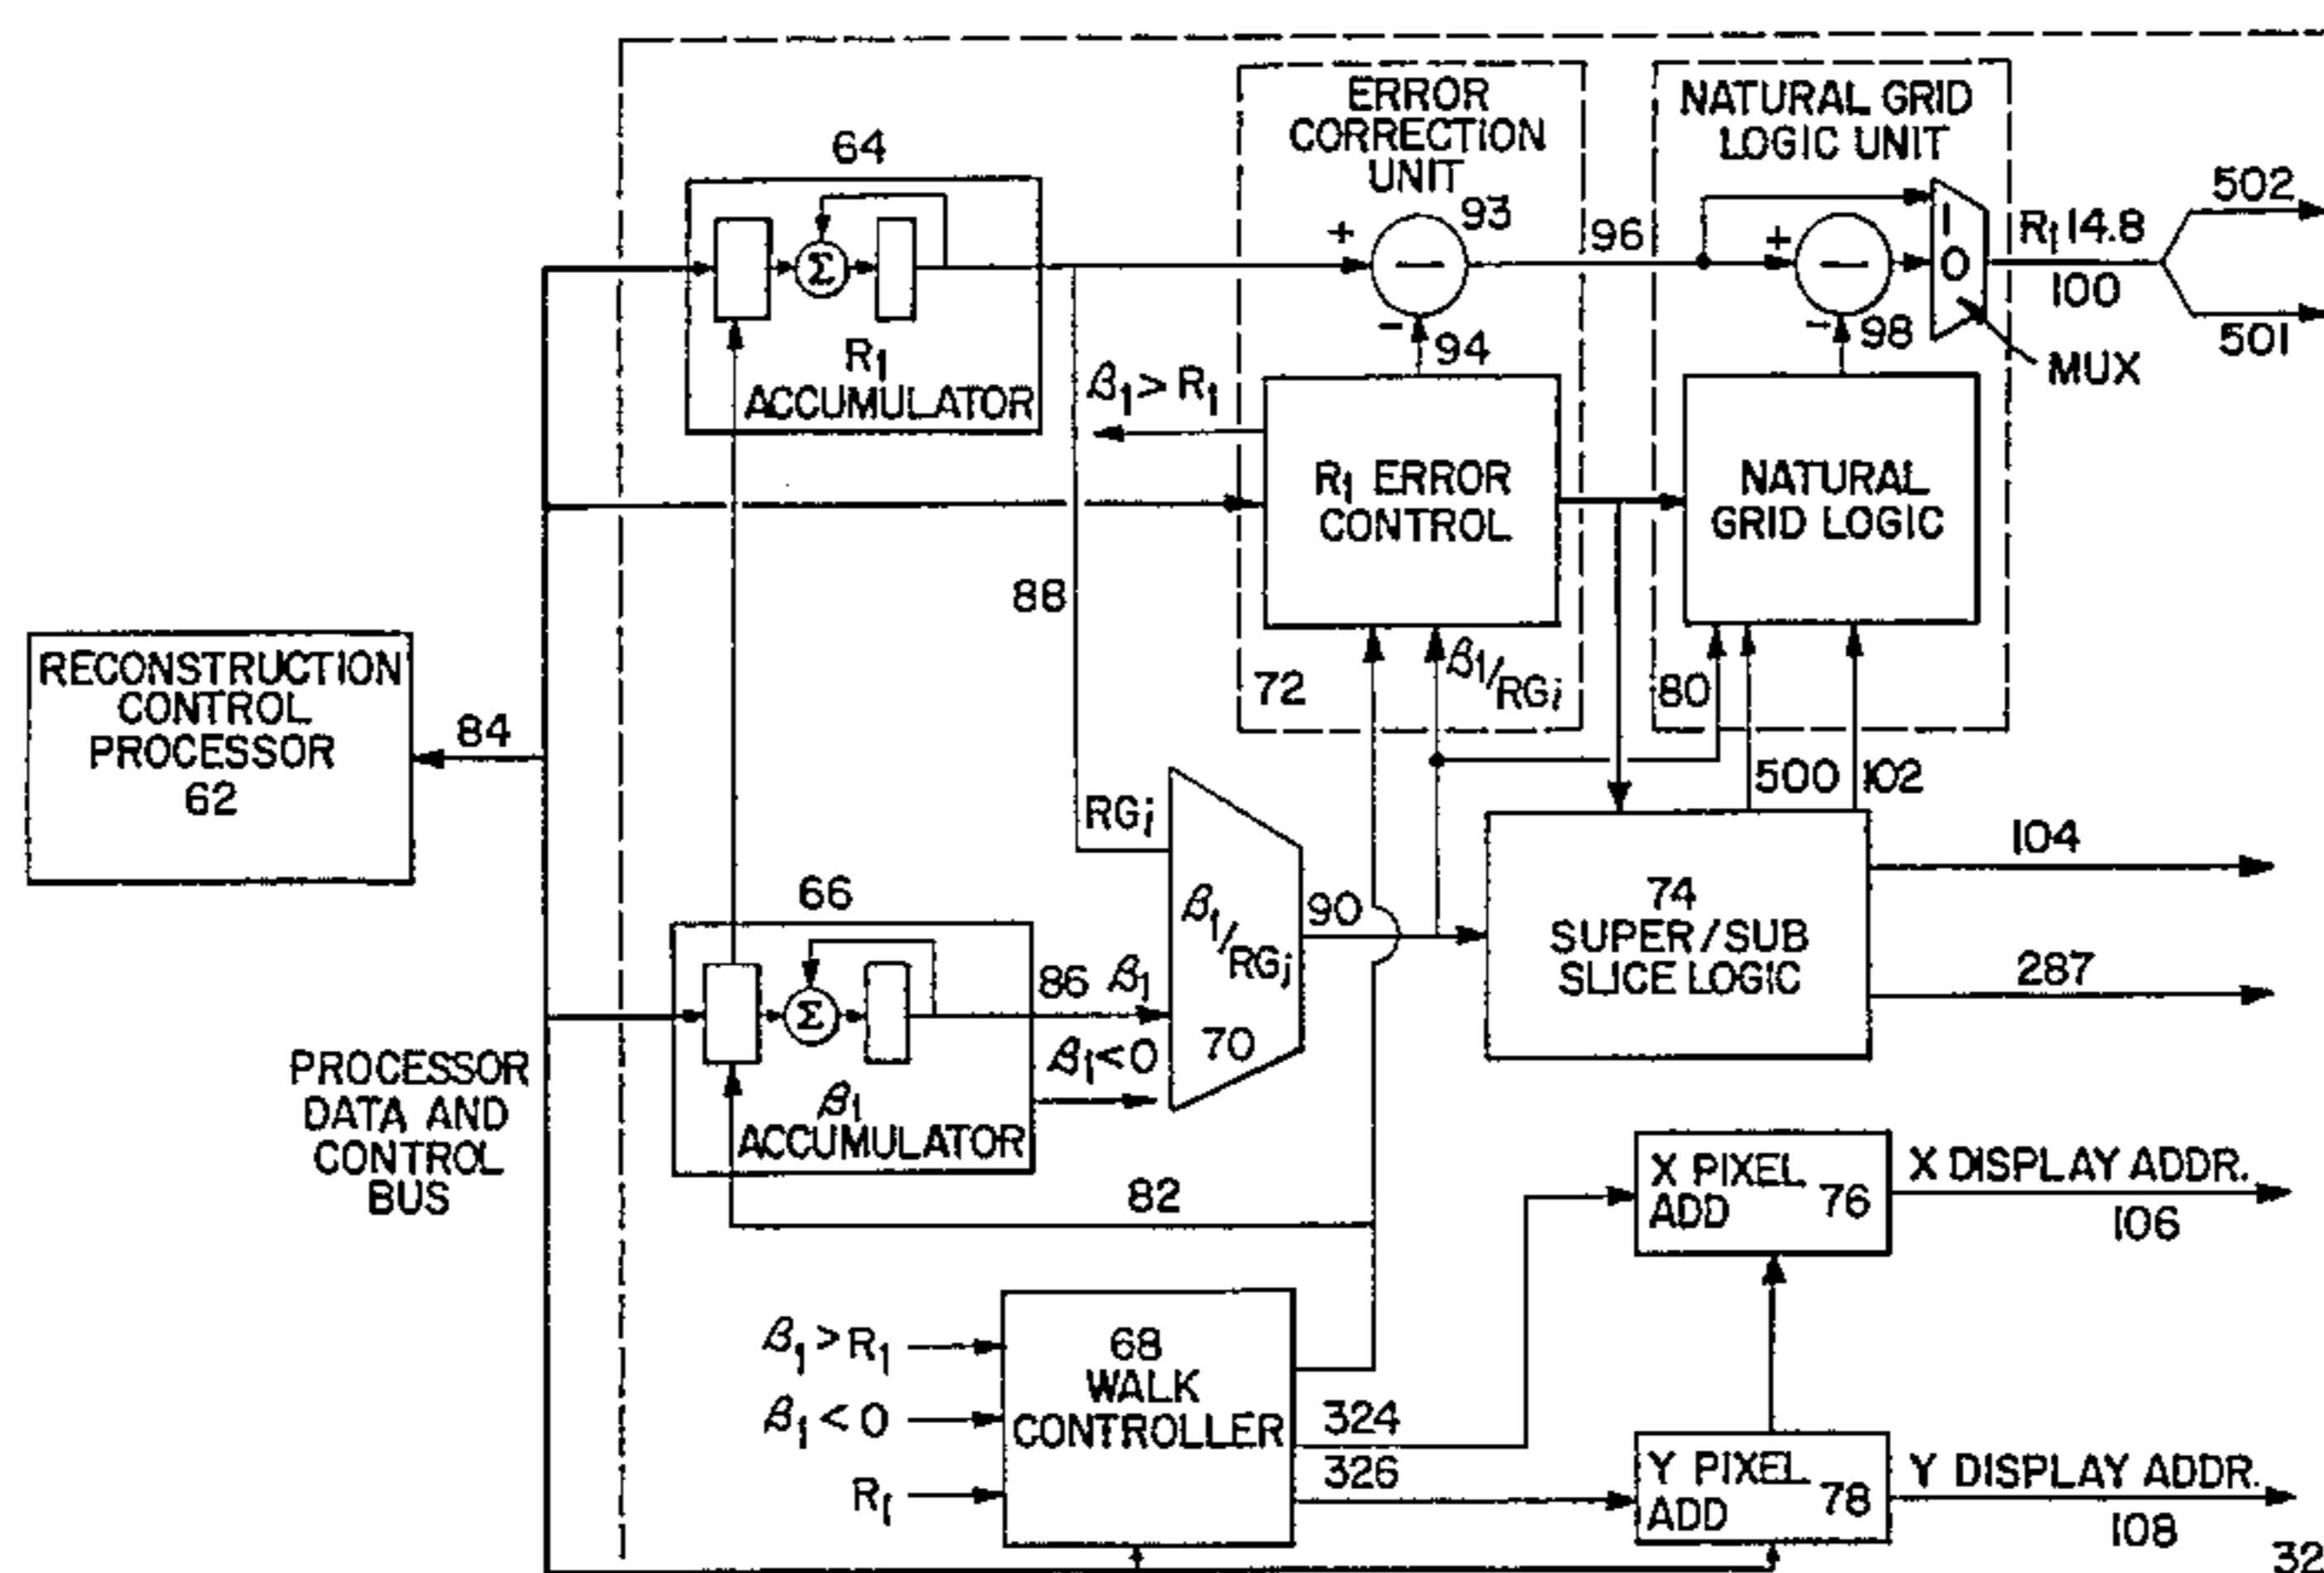 ERROR
CORRECTION
UNIT
NATURAL GRID
LOGIC UNIT
64
Σ
R1
ACCUMULATOR
+
93
−
94
96
+
−
98
1
0
R1 14.8
100
502
501
MUX
β1 > R1
R1 ERROR
CONTROL
NATURAL
GRID LOGIC
88
72
β1/RGj
80
RECONSTRUCTION
CONTROL
PROCESSOR
62
84
500
102
RGj
β1/RGj
70
90
74
SUPER/SUB
SLICE LOGIC
104
287
66
Σ
β1
ACCUMULATOR
86
β1
β1<0
PROCESSOR
DATA AND
CONTROL
BUS
82
X PIXEL
ADD
76
X DISPLAY ADDR.
106
β1 > R1
β1 < 0
R1
68
WALK
CONTROLLER
324
326
Y PIXEL
ADD
78
Y DISPLAY ADDR.
108
32